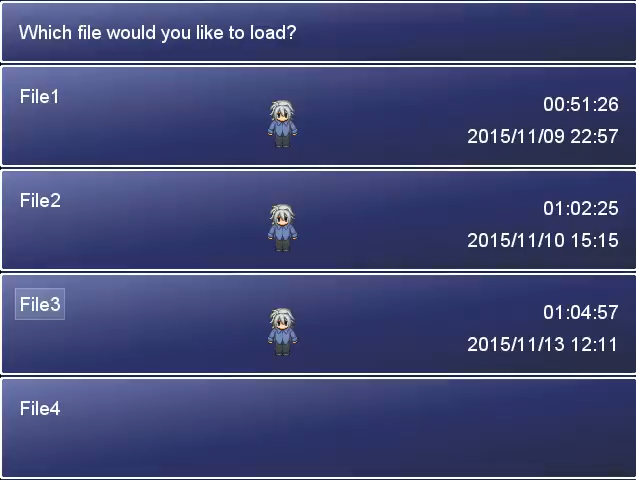 Which file would you like to load?
File1
00:51:26
2015/11/09 22:57
File2
01:02:25
2015/11/10 15:15
File3
01:04:57
2015/11/13 12:11
File4